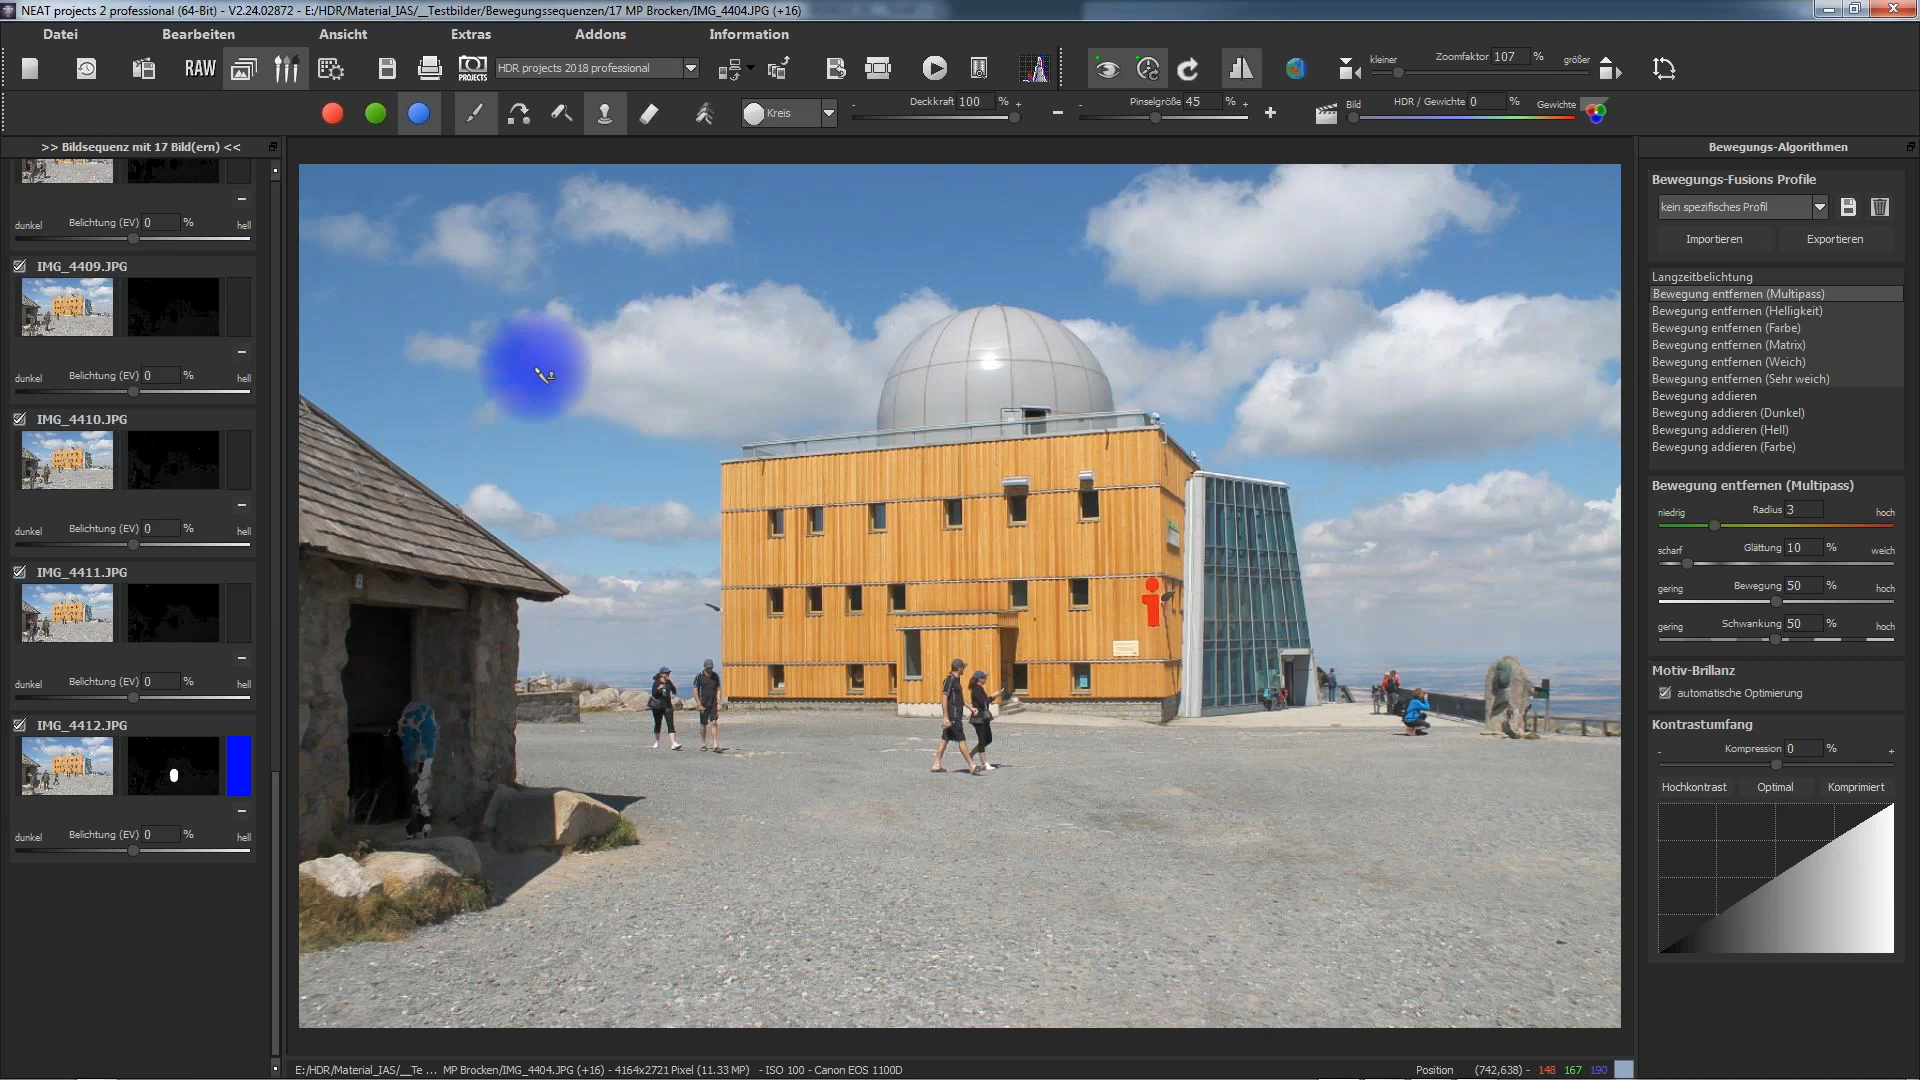 NEAT projects 2 professional (64-Bit) - V2.24.02872 - E:/HDR/Material_IAS/__Testbilder/Bewegungssequenzen/17 MP Brocken/IMG_4404.JPG (+16)
Datei Bearbeiten Ansicht Extras Addons Information
RAW PROJECTS HDR projects 2018 professional kleiner Zoomfaktor 107 % größer
Kreis - Deckkraft 100 % + - Pinselgröße 45 % + Bild HDR / Gewichte 0 % Gewichte
>> Bildsequenz mit 17 Bild(ern) <<
dunkel Belichtung (EV) 0 % hell
IMG_4409.JPG
dunkel Belichtung (EV) 0 % hell
IMG_4410.JPG
dunkel Belichtung (EV) 0 % hell
IMG_4411.JPG
dunkel Belichtung (EV) 0 % hell
IMG_4412.JPG
dunkel Belichtung (EV) 0 % hell
Bewegungs-Algorithmen
Bewegungs-Fusions Profile
kein spezifisches Profil
Importieren Exportieren
Langzeitbelichtung
Bewegung entfernen (Multipass)
Bewegung entfernen (Helligkeit)
Bewegung entfernen (Farbe)
Bewegung entfernen (Matrix)
Bewegung entfernen (Weich)
Bewegung entfernen (Sehr weich)
Bewegung addieren
Bewegung addieren (Dunkel)
Bewegung addieren (Hell)
Bewegung addieren (Farbe)
Bewegung entfernen (Multipass)
niedrig Radius 3 hoch
scharf Glättung 10 % weich
gering Bewegung 50 % hoch
gering Schwankung 50 % hoch
Motiv-Brillanz
automatische Optimierung
Kontrastumfang
- Kompression 0 % +
Hochkontrast Optimal Komprimiert
E:/HDR/Material_IAS/__Te ... MP Brocken/IMG_4404.JPG (+16) - 4164x2721 Pixel (11.33 MP) - ISO 100 - Canon EOS 1100D
Position (742,638) - 148 167 190